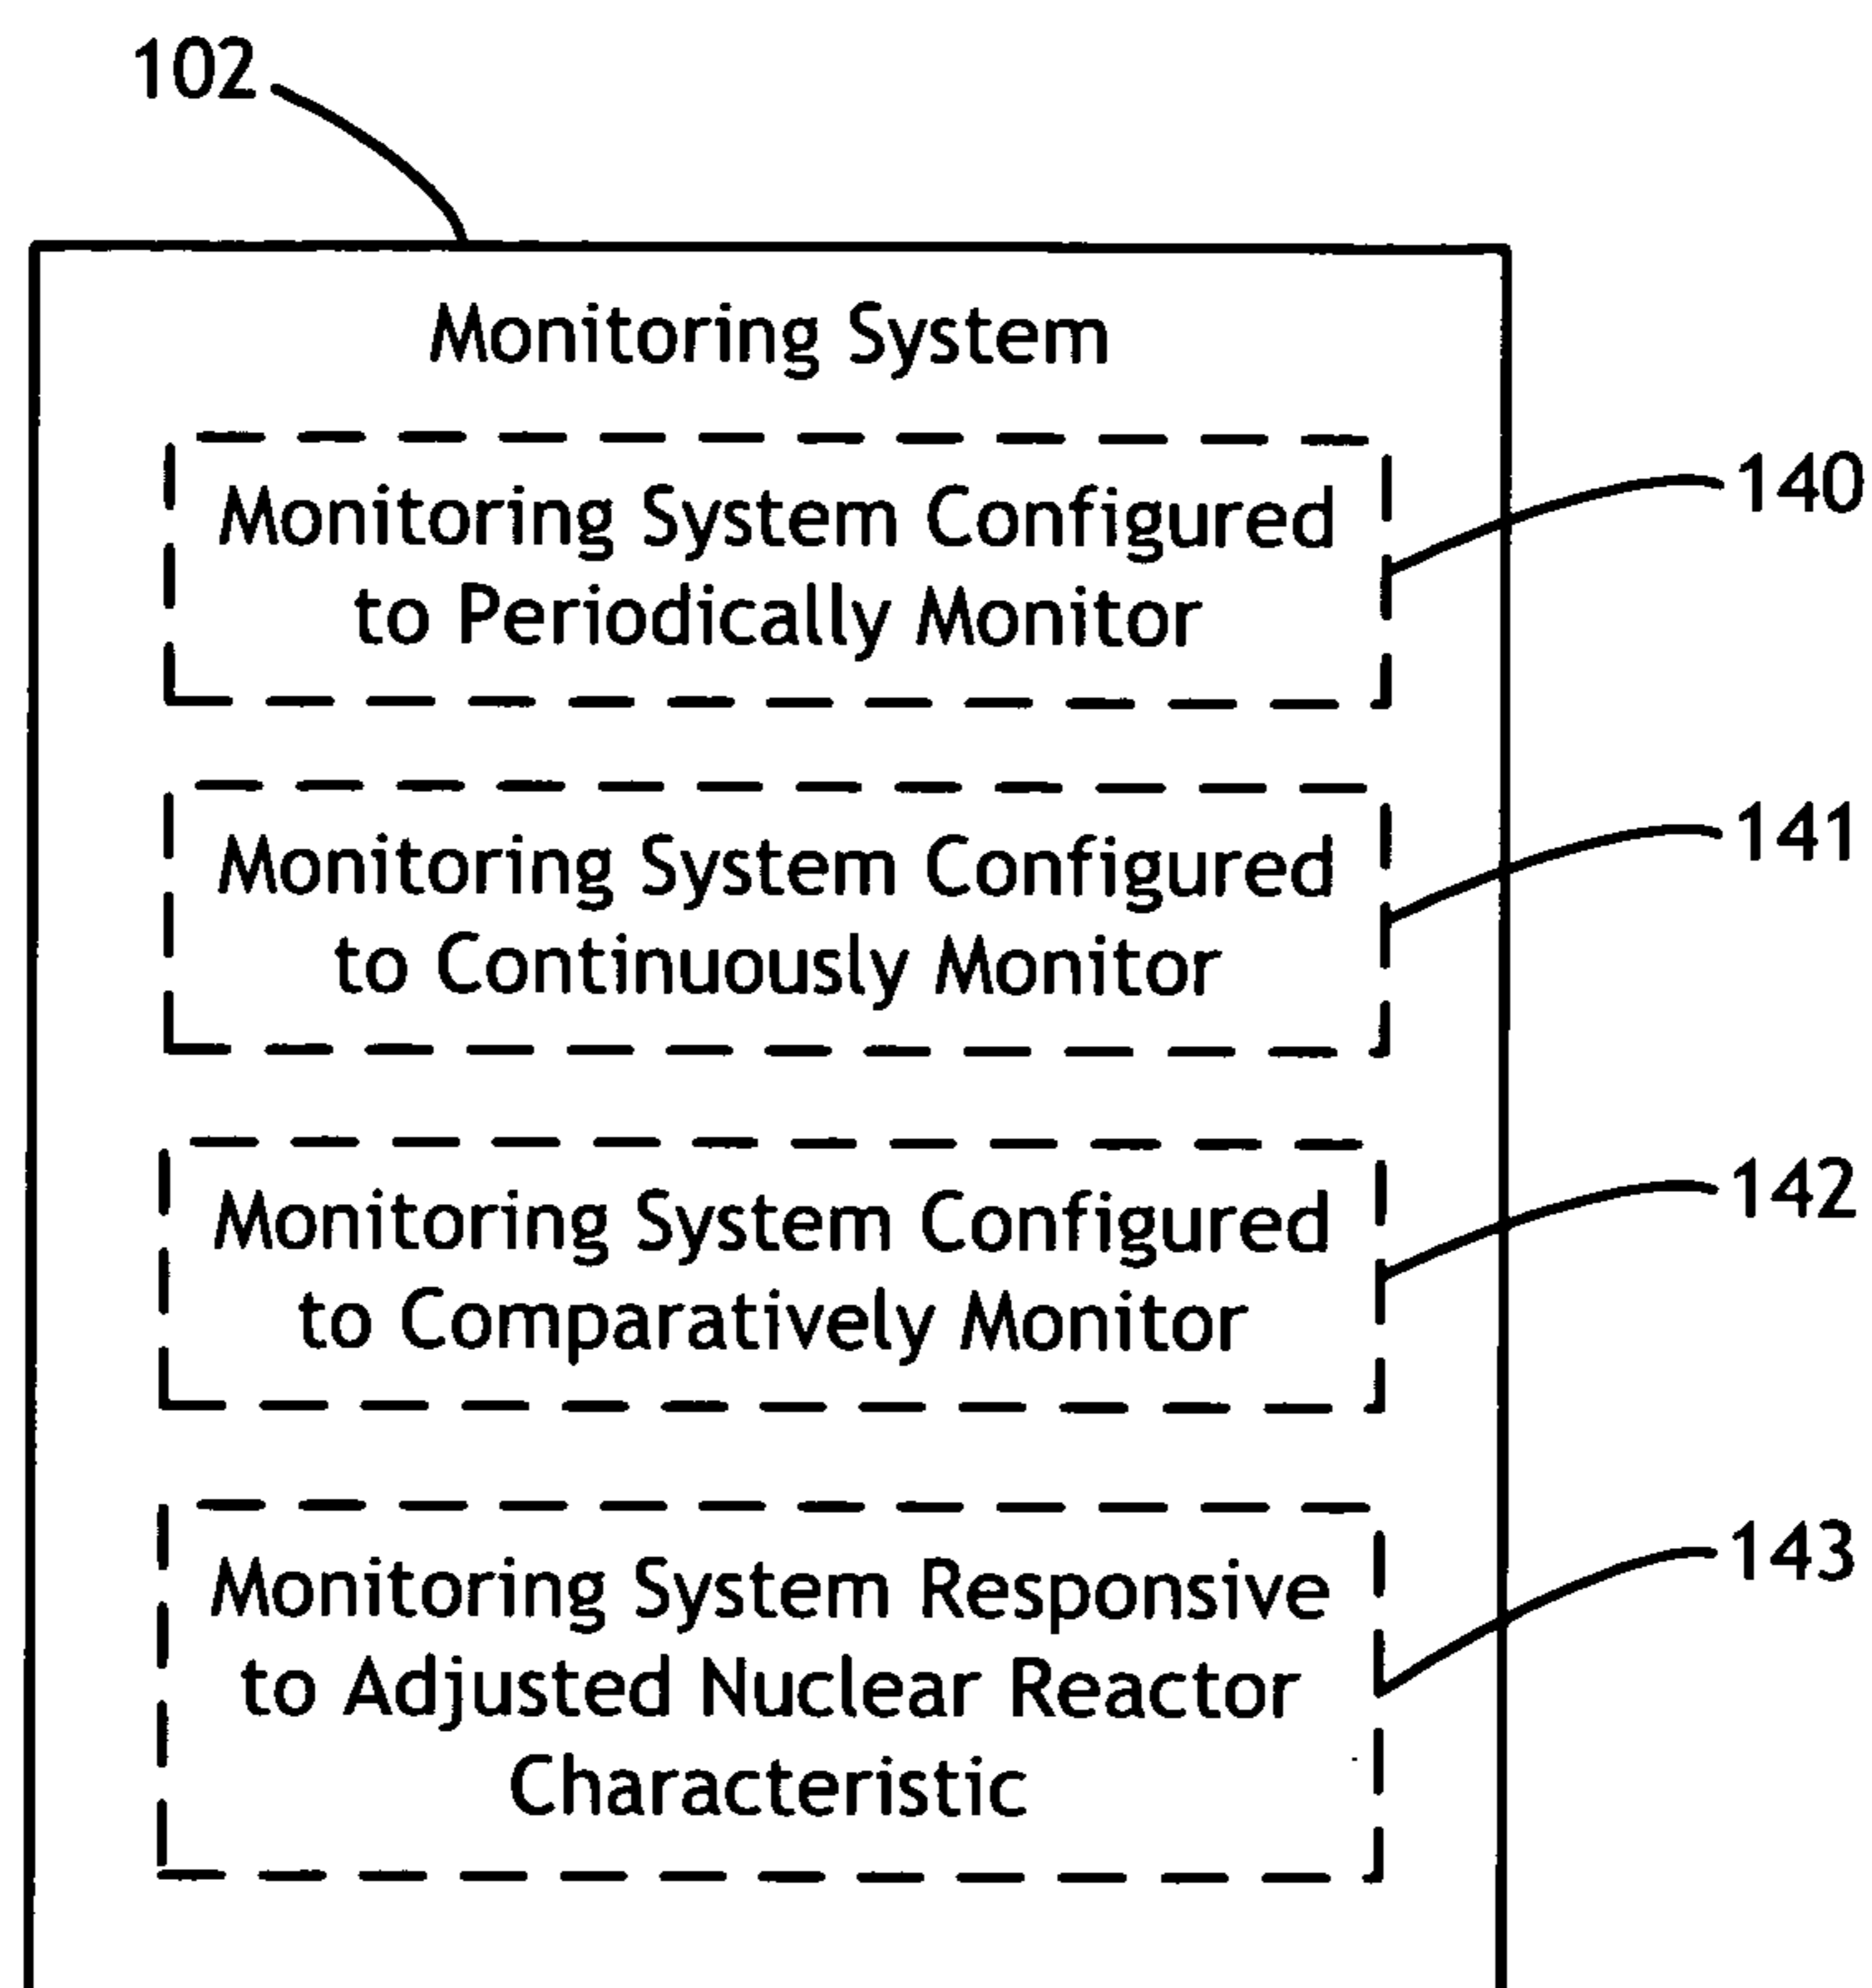 102
Monitoring System
Monitoring System Configured
to Periodically Monitor
140
Monitoring System Configured
to Continuously Monitor
141
Monitoring System Configured
to Comparatively Monitor
142
Monitoring System Responsive
to Adjusted Nuclear Reactor
Characteristic
143